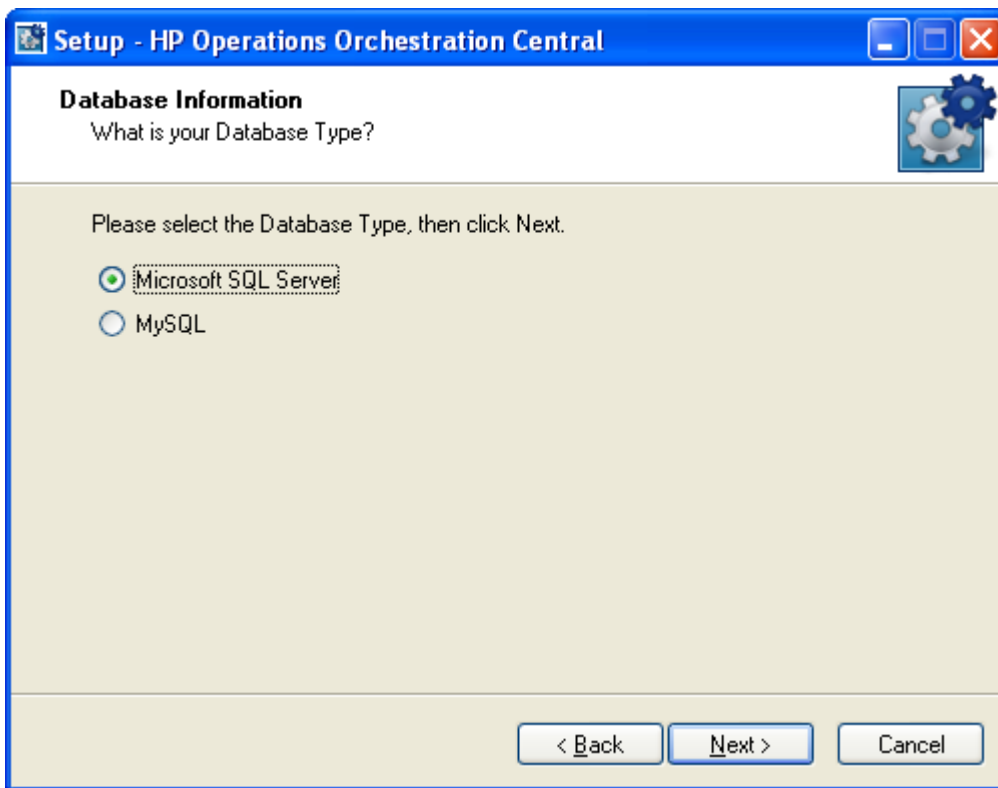 Setup - HP Operations Orchestration Central
Database Information
What is your Database Type?
Please select the Database Type, then click Next.
Microsoft SQL Server
MySQL
< Back Next > Cancel